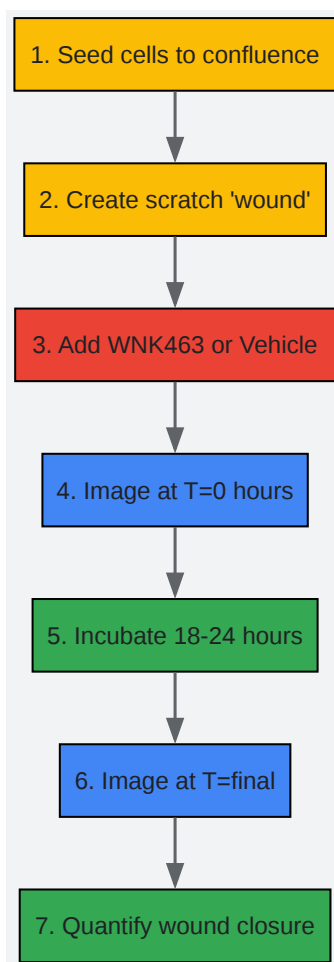 1. Seed cells to confluence
2. Create scratch 'wound'
3. Add WNK463 or Vehicle
4. Image at T=0 hours
5. Incubate 18-24 hours
6. Image at T=final
7. Quantify wound closure